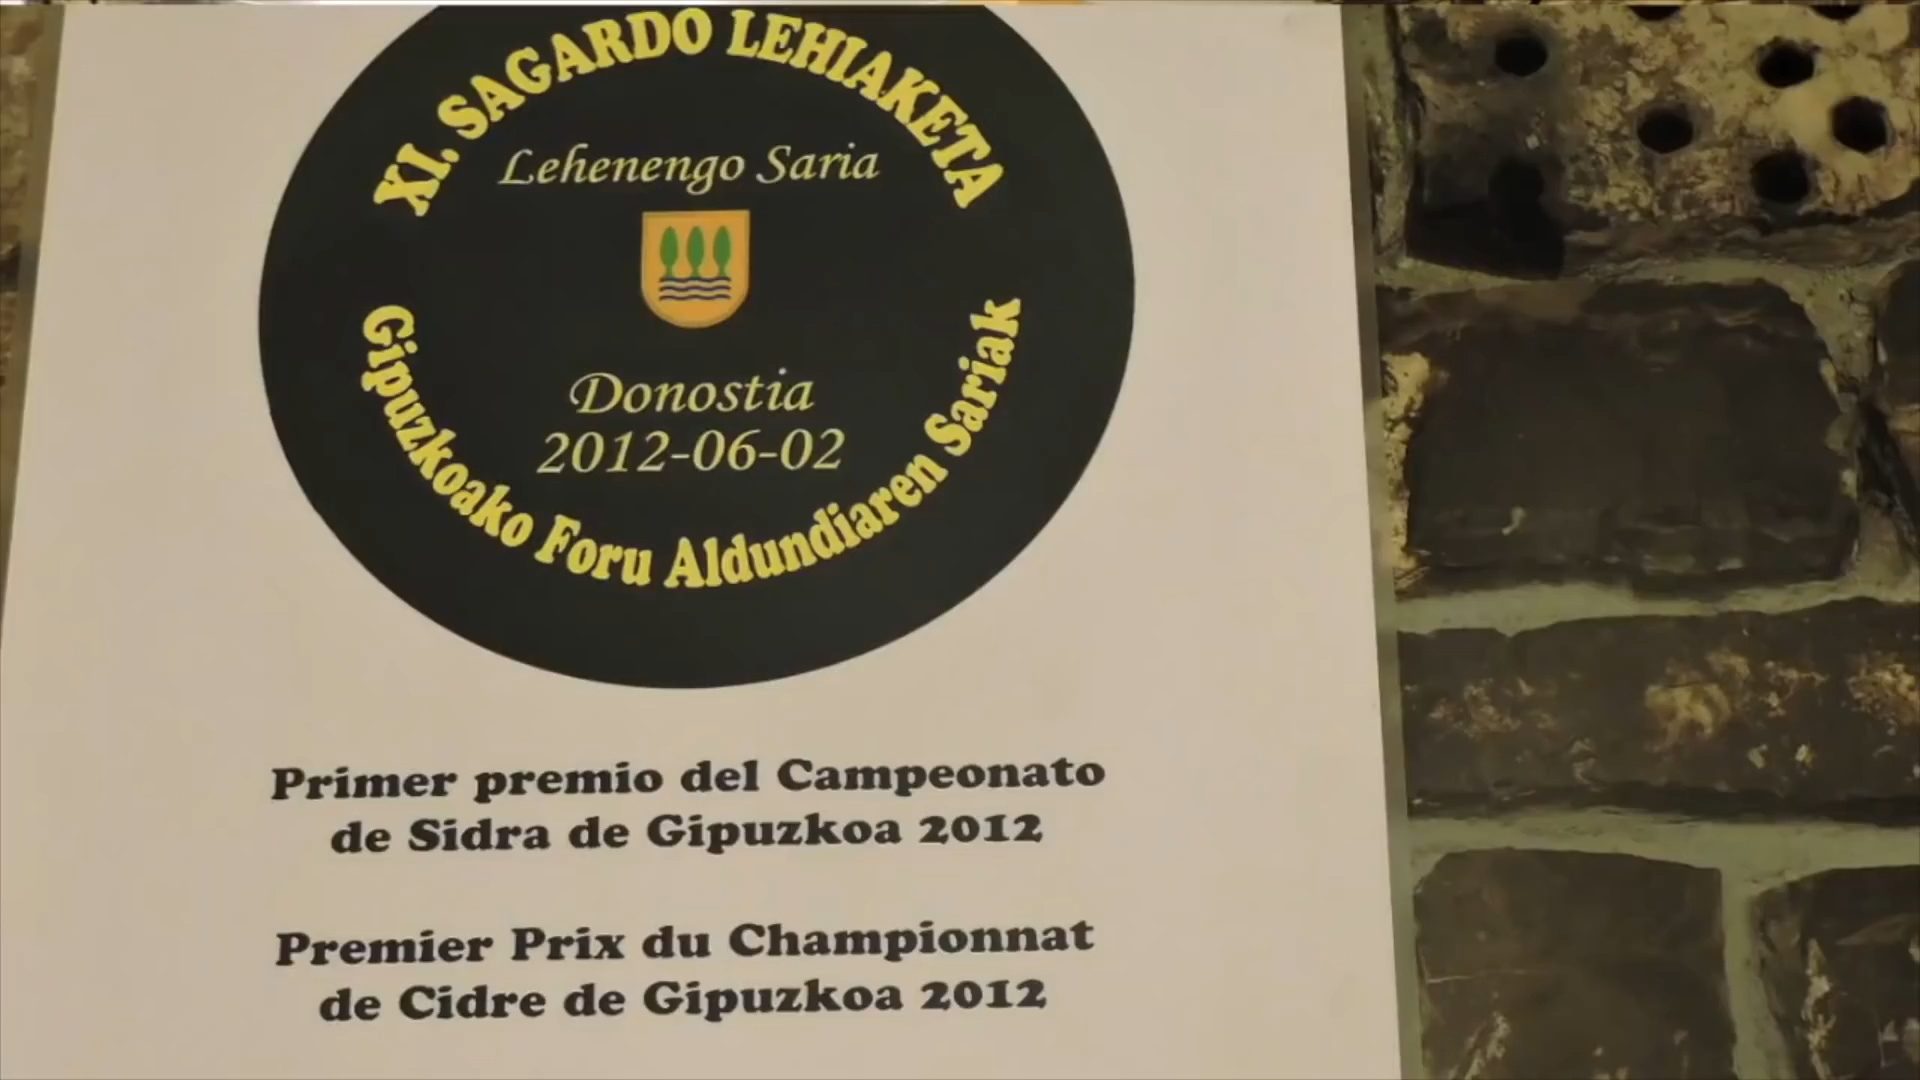 XI. SAGARDO LEHIAKETA
Lehenengo Saria
Donostia
2012-06-02
Gipuzkoako Foru Aldundiaren Sariak
Primer premio del Campeonato
de Sidra de Gipuzkoa 2012
Premier Prix du Championnat
de Cidre de Gipuzkoa 2012